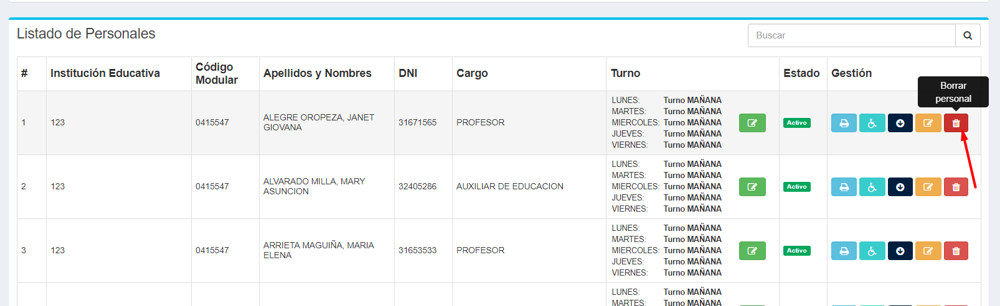 Listado de Personales
Buscar
# Institución Educativa Código Modular Apellidos y Nombres DNI Cargo Turno Estado Gestión
Borrar
personal
1 123 0415547 ALEGRE OROPEZA, JANET GIOVANA 31671565 PROFESOR
LUNES: Turno MAÑANA
MARTES: Turno MAÑANA
MIERCOLES: Turno MAÑANA
JUEVES: Turno MAÑANA
VIERNES: Turno MAÑANA
Activo
2 123 0415547 ALVARADO MILLA, MARY ASUNCION 32405286 AUXILIAR DE EDUCACION
LUNES: Turno MAÑANA
MARTES: Turno MAÑANA
MIERCOLES: Turno MAÑANA
JUEVES: Turno MAÑANA
VIERNES: Turno MAÑANA
Activo
3 123 0415547 ARRIETA MAGUIÑA, MARIA ELENA 31653533 PROFESOR
LUNES: Turno MAÑANA
MARTES: Turno MAÑANA
MIERCOLES: Turno MAÑANA
JUEVES: Turno MAÑANA
VIERNES: Turno MAÑANA
Activo
LUNES: Turno MAÑANA
MARTES: Turno MAÑANA